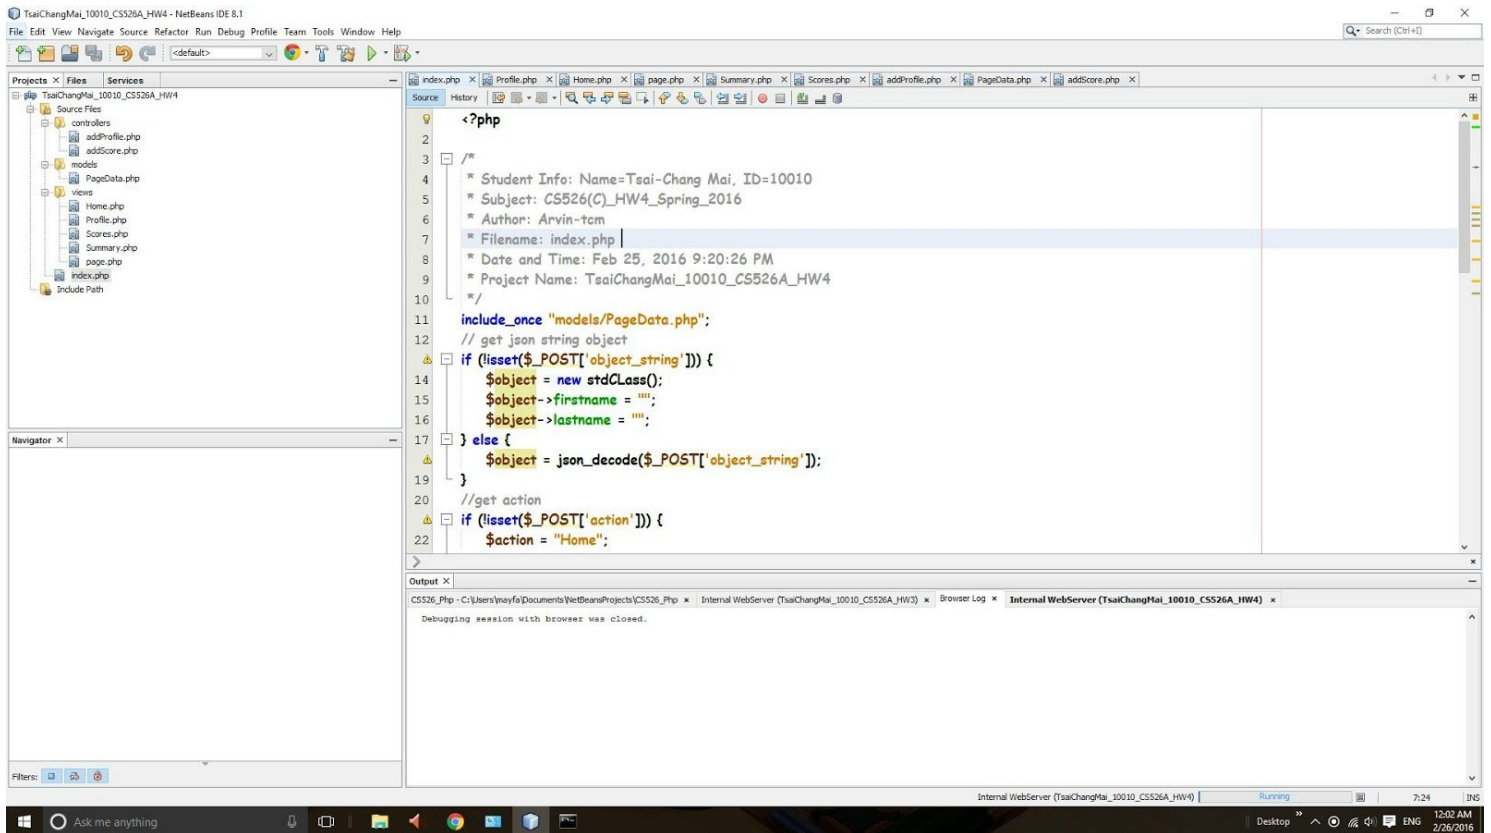 TsaiChangMai_10010_CS526A_HW4 - NetBeans IDE 8.1
File Edit View Navigate Source Refactor Run Debug Profile Team Tools Window Help
Search (Ctrl+I)
<default>
Projects × Files Services
TsaiChangMai_10010_CS526A_HW4
Source Files
controllers
addProfile.php
addScore.php
models
PageData.php
views
Home.php
Profile.php
Scores.php
Summary.php
page.php
index.php
Include Path
Navigator ×
Filters:
index.php × Profile.php × Home.php × page.php × Summary.php × Scores.php × addProfile.php × PageData.php × addScore.php ×
Source History
<?php
2
3 /*
4 * Student Info: Name=Tsai-Chang Mai, ID=10010
5 * Subject: CS526(C)_HW4_Spring_2016
6 * Author: Arvin-tcm
7 * Filename: index.php
8 * Date and Time: Feb 25, 2016 9:20:26 PM
9 * Project Name: TsaiChangMai_10010_CS526A_HW4
10 */
11 include_once "models/PageData.php";
12 // get json string object
if (!isset($_POST['object_string'])) {
14 $object = new stdCLass();
15 $object->firstname = "";
16 $object->lastname = "";
17 } else {
$object = json_decode($_POST['object_string']);
19 }
20 //get action
if (!isset($_POST['action'])) {
22 $action = "Home";
Output ×
CS526_Php - C:\Users\mayfa\Documents\NetBeansProjects\CS526_Php × Internal WebServer (TsaiChangMai_10010_CS526A_HW3) × Browser Log × Internal WebServer (TsaiChangMai_10010_CS526A_HW4) ×
Debugging session with browser was closed.
Internal WebServer (TsaiChangMai_10010_CS526A_HW4) Running 7:24 INS
Ask me anything
Desktop ENG 12:02 AM
2/26/2016